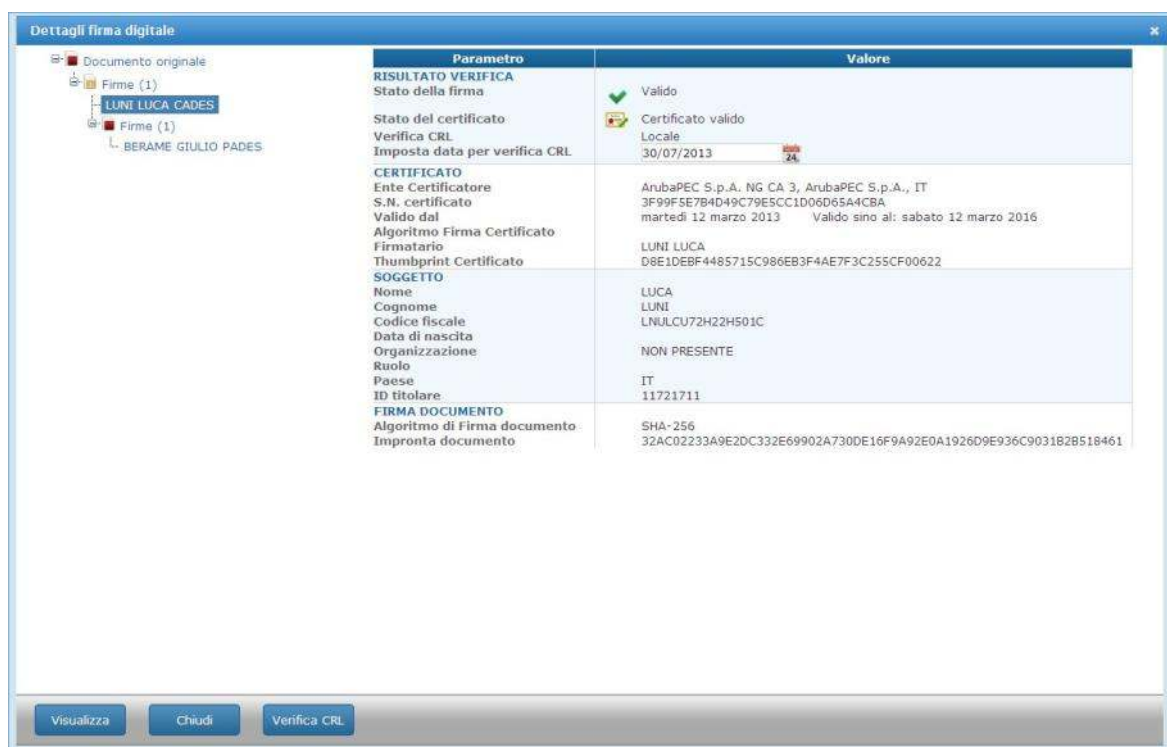 Dettagli firma digitale
Documento originale
Firme (1)
LUNI LUCA CADES
Firme (1)
BERAME GIULIO PADES
Parametro Valore
RISULTATO VERIFICA
Stato della firma Valido
Stato del certificato Certificato valido
Verifica CRL Locale
Imposta data per verifica CRL 30/07/2013 24
CERTIFICATO
Ente Certificatore ArubaPEC S.p.A. NG CA 3, ArubaPEC S.p.A., IT
S.N. certificato 3F99F5E7B4D49C79E5CC1D06D65A4CBA
Valido dal martedì 12 marzo 2013 Valido sino al: sabato 12 marzo 2016
Algoritmo Firma Certificato
Firmatario LUNI LUCA
Thumbprint Certificato D8E1DEBF4485715C986EB3F4AE7F3C255CF00622
SOGGETTO
Nome LUCA
Cognome LUNI
Codice fiscale LNULCU72H22H501C
Data di nascita
Organizzazione NON PRESENTE
Ruolo
Paese IT
ID titolare 11721711
FIRMA DOCUMENTO
Algoritmo di Firma documento SHA-256
Impronta documento 32AC02233A9E2DC332E69902A730DE16F9A92E0A1926D9E936C9031B2B518461
Visualizza Chiudi Verifica CRL